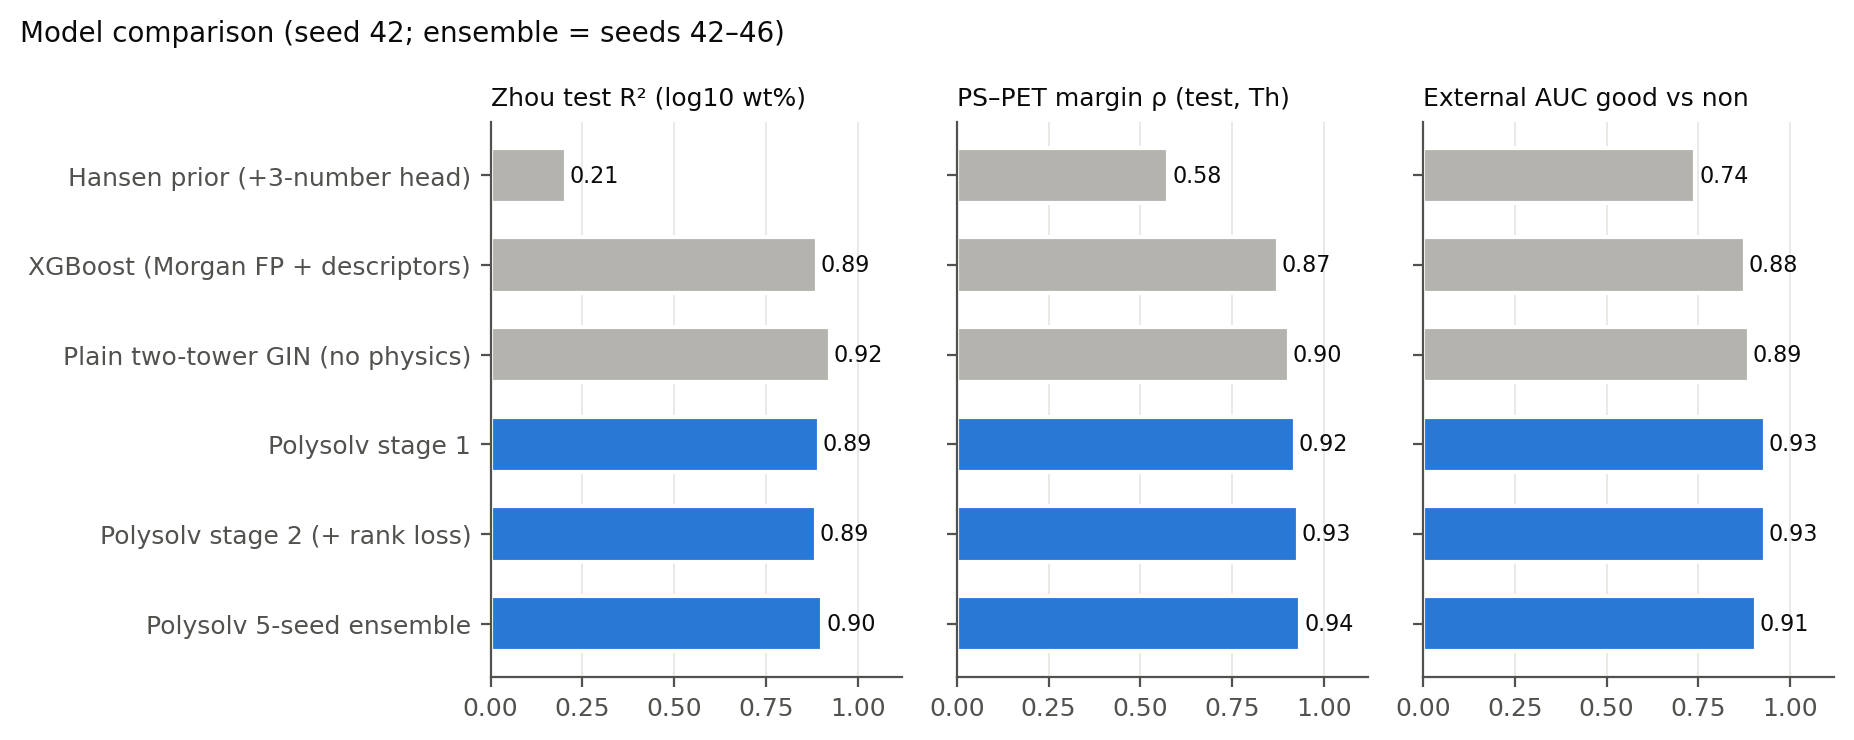 Model comparison (seed 42; ensemble = seeds 42–46)
Zhou test R² (log10 wt%)
PS–PET margin ρ (test, Th)
External AUC good vs non
Hansen prior (+3-number head) 0.21 0.58 0.74
XGBoost (Morgan FP + descriptors) 0.89 0.87 0.88
Plain two-tower GIN (no physics) 0.92 0.90 0.89
Polysolv stage 1 0.89 0.92 0.93
Polysolv stage 2 (+ rank loss) 0.89 0.93 0.93
Polysolv 5-seed ensemble 0.90 0.94 0.91
0.00 0.25 0.50 0.75 1.00 0.00 0.25 0.50 0.75 1.00 0.00 0.25 0.50 0.75 1.00